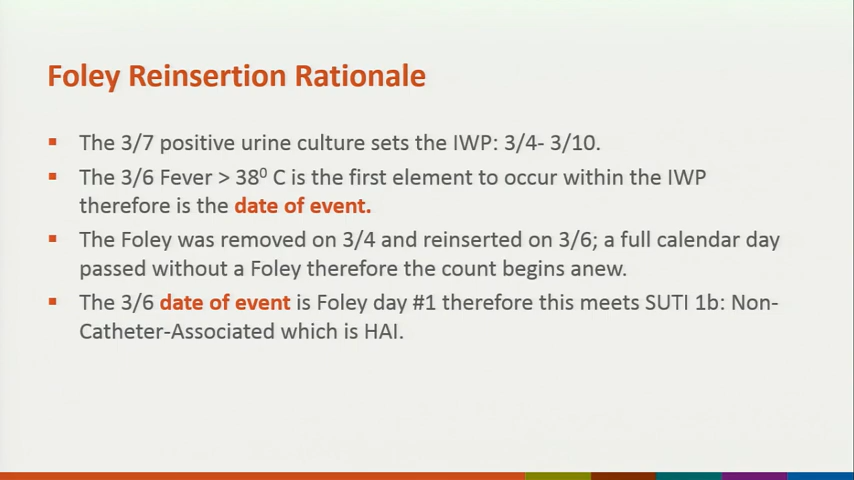 Foley Reinsertion Rationale
▪ The 3/7 positive urine culture sets the IWP: 3/4- 3/10.
▪ The 3/6 Fever > 38⁰ C is the first element to occur within the IWP
therefore is the date of event.
▪ The Foley was removed on 3/4 and reinserted on 3/6; a full calendar day
passed without a Foley therefore the count begins anew.
▪ The 3/6 date of event is Foley day #1 therefore this meets SUTI 1b: Non-
Catheter-Associated which is HAI.